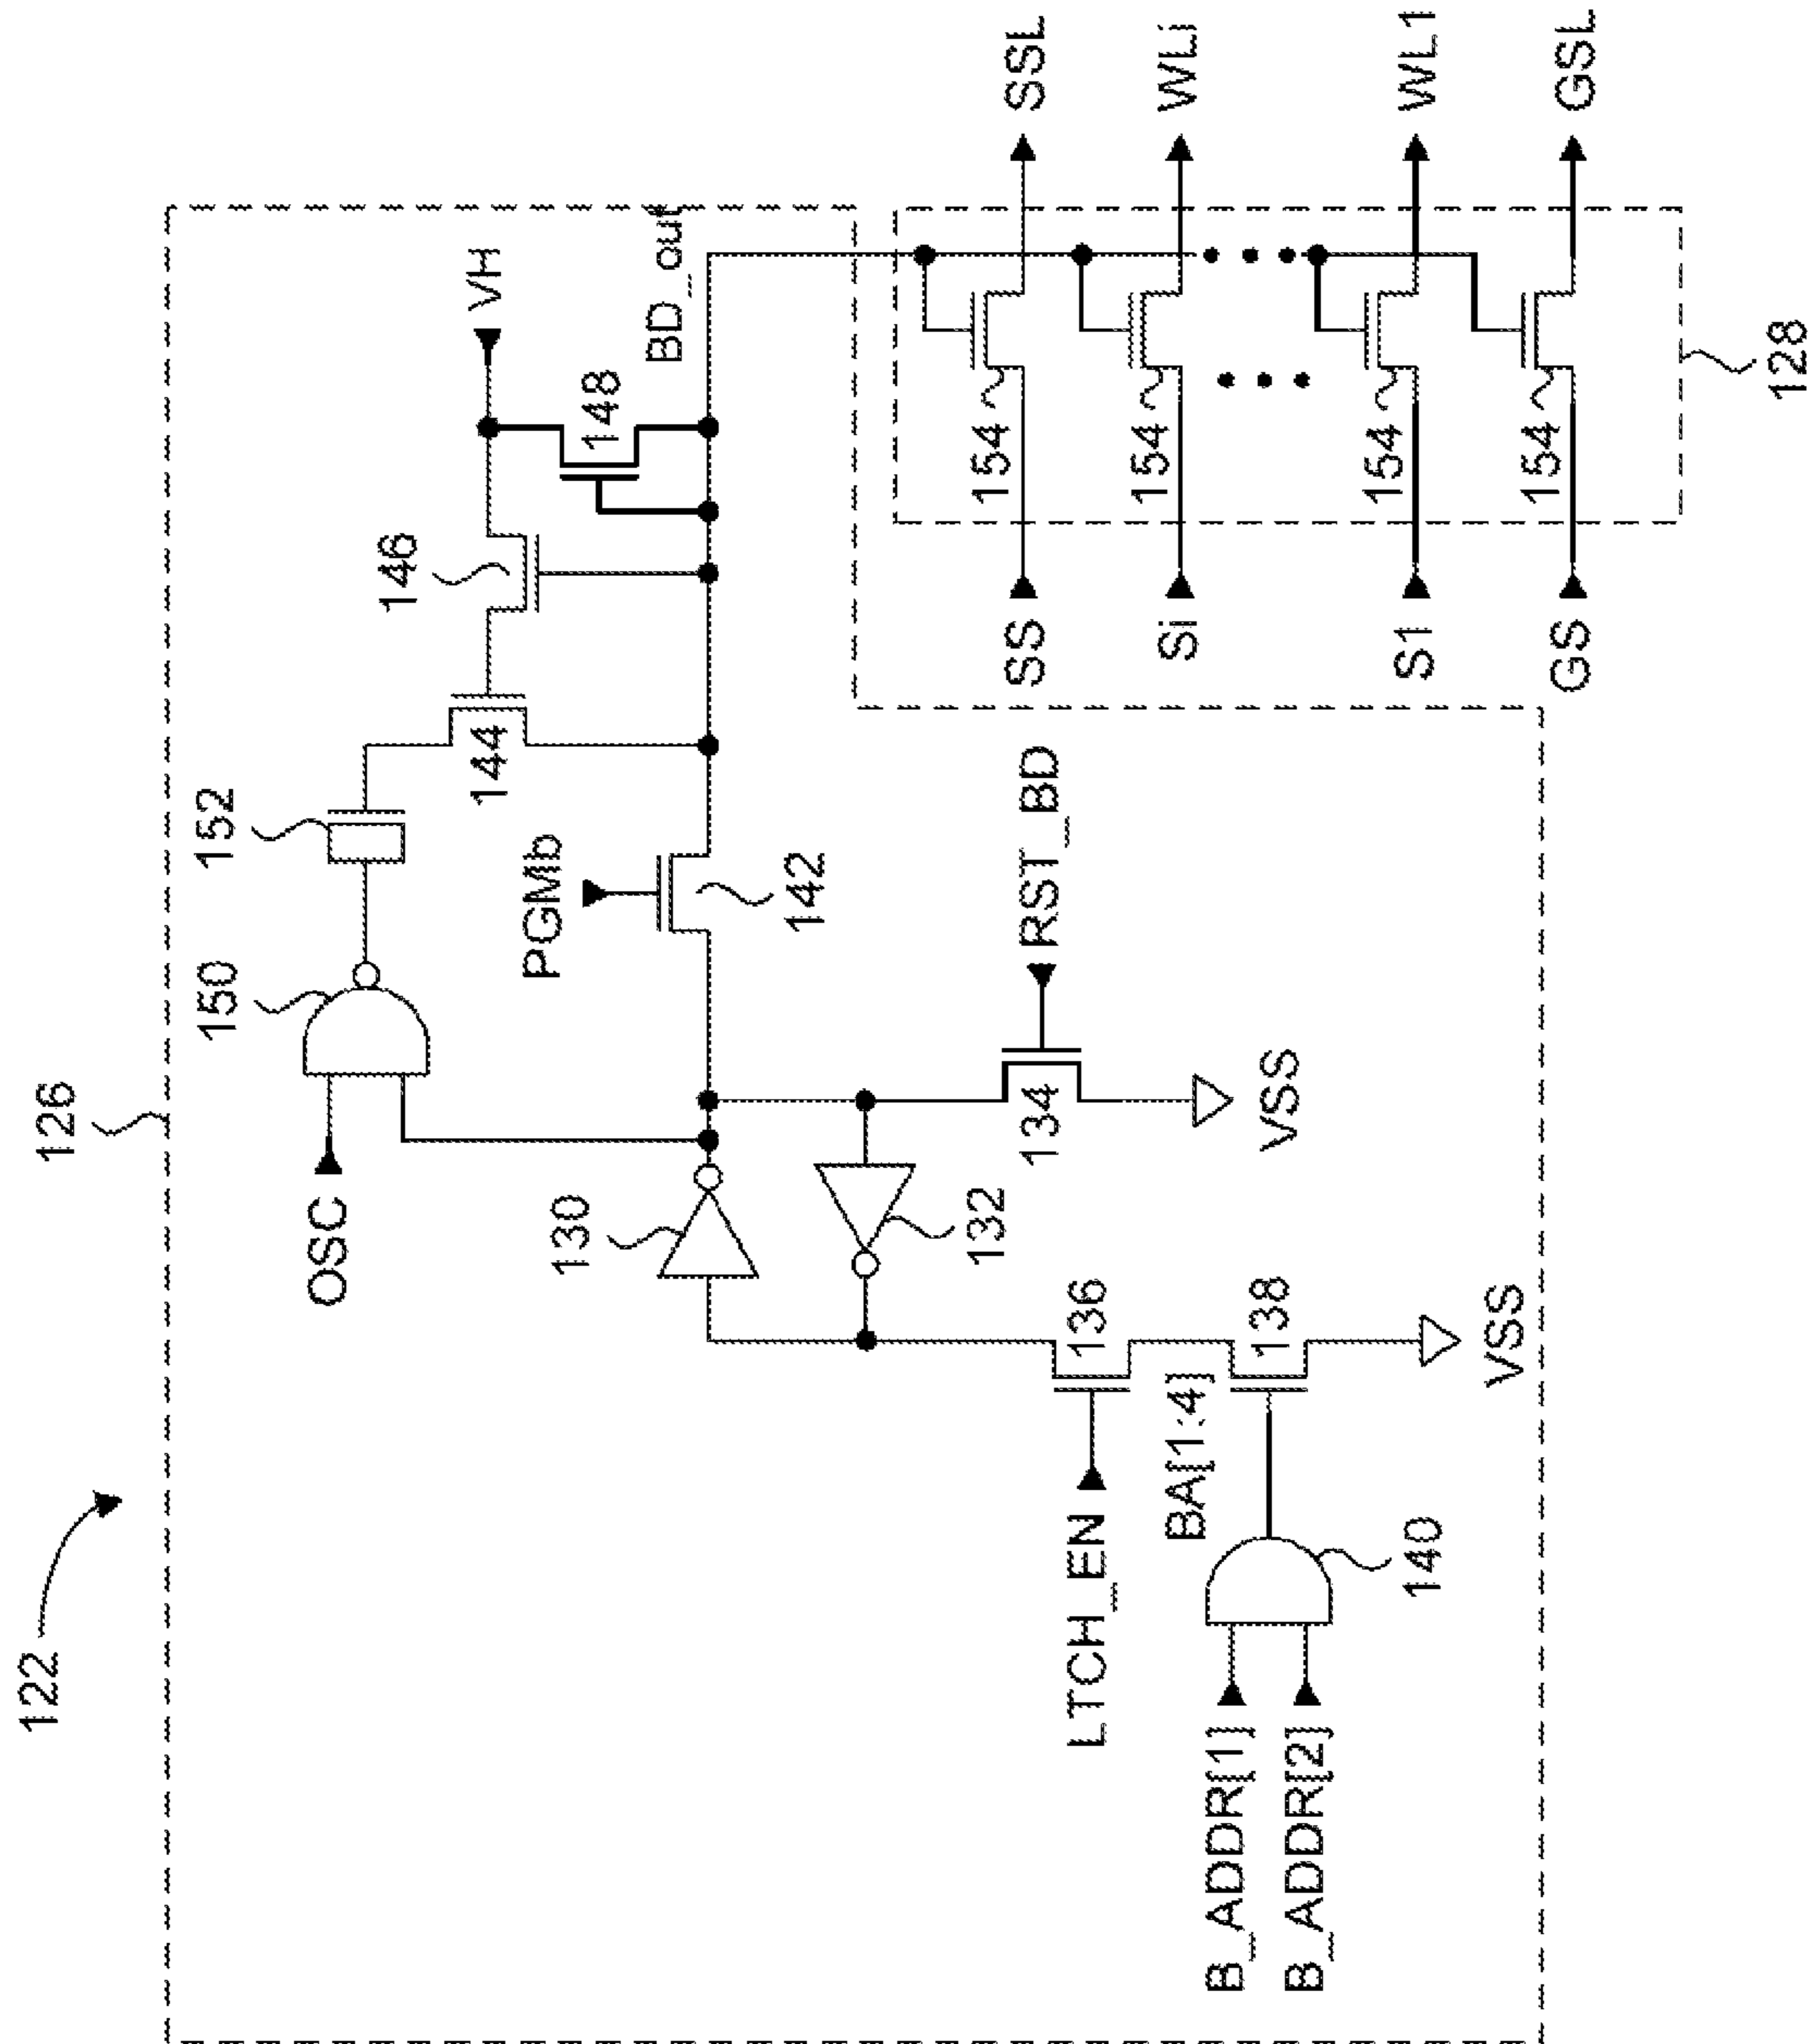 122
126
150
152
OSC
146
VH
144
PGMb
130
148
BD_out
142
132
SS
154
SSL
RST_BD
134
LTCH_EN
136
BA[1:4]
Si
154
WLi
B_ADDR[1]
138
VSS
B_ADDR[2]
140
S1
154
WL1
VSS
GS
154
GSL
128